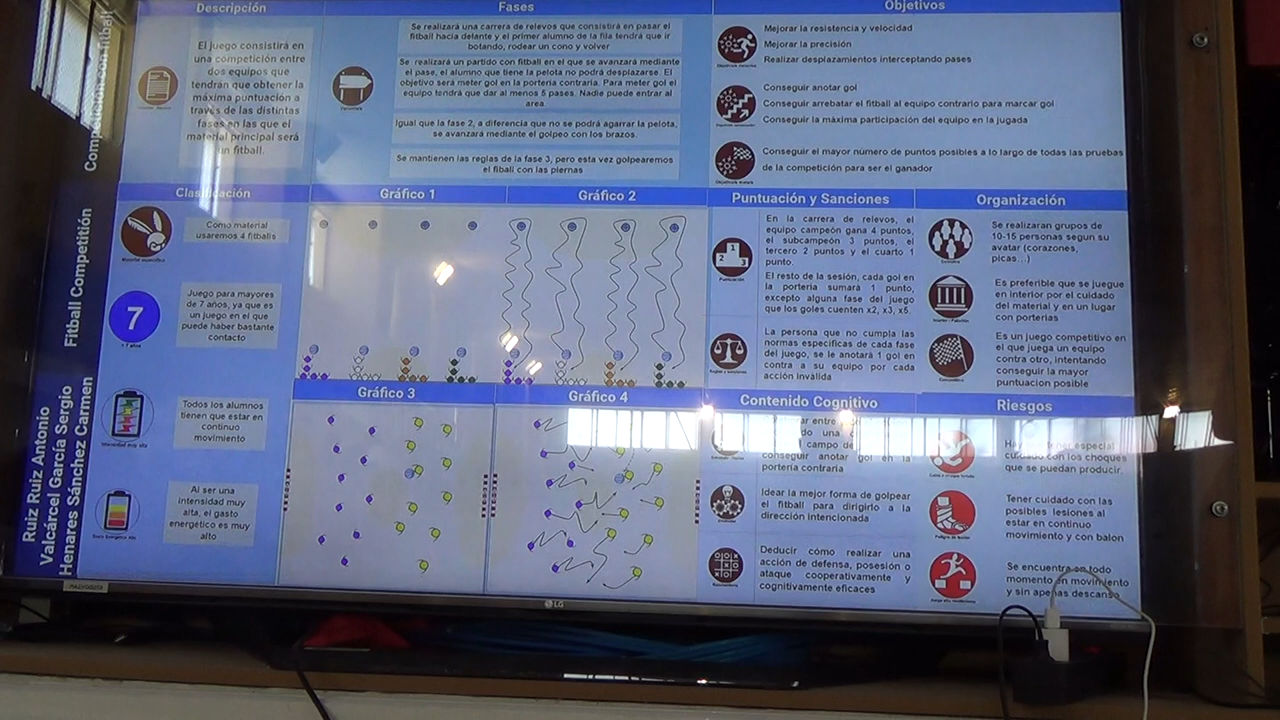 Competición con fitball
Fitball Competition
Ruiz Ruiz Antonio
Valcárcel García Sergio
Henares Sánchez Carmen
Descripción
El juego consistirá en
una competición entre
dos equipos que
tendrán que obtener la
máxima puntuación a
través de las distintas
fases en las que el
material principal será
un fitball.
Fases
Se realizará una carrera de relevos que consistirá en pasar el
fitball hacia delante y el primer alumno de la fila tendrá que ir
botando, rodear un cono y volver
Se realizará un partido con fitball en el que se avanzará mediante
el pase, el alumno que tiene la pelota no podrá desplazarse. El
objetivo será meter gol en la portería contraria. Para meter gol el
equipo tendrá que dar al menos 5 pases. Nadie puede entrar al
area.
Igual que la fase 2, a diferencia que no se podrá agarrar la pelota,
se avanzará mediante el golpeo con los brazos.
Se mantienen las reglas de la fase 3, pero esta vez golpearemos
el fiball con las piernas
Objetivos
Mejorar la resistencia y velocidad
Mejorar la precisión
Realizar desplazamientos interceptando pases
Conseguir anotar gol
Conseguir arrebatar el fitball al equipo contrario para marcar gol
Conseguir la máxima participación del equipo en la jugada
Conseguir el mayor número de puntos posibles a lo largo de todas las pruebas
de la competición para ser el ganador
Clasificación
Como material
usaremos 4 fitballs
7
Juego para mayores
de 7 años, ya que es
un juego en el que
puede haber bastante
contacto
Todos los alumnos
tienen que estar en
continuo
movimiento
Al ser una
intensidad muy
alta, el gasto
energético es muy
alto
Gráfico 1
Gráfico 2
Gráfico 3
Gráfico 4
Puntuación y Sanciones
1
2
3
En la carrera de relevos, el
equipo campeón gana 4 puntos,
el subcampeón 3 puntos, el
tercero 2 puntos y el cuarto 1
punto.
El resto de la sesión, cada gol en
la portería sumará 1 punto,
excepto alguna fase del juego
que los goles cuenten x2, x3, x5.
La persona que no cumpla las
normas especificas de cada fase
del juego, se le anotará 1 gol en
contra a su equipo por cada
acción inválida
Organización
Se realizaran grupos de
10-15 personas segun su
avatar (corazones,
picas...)
Es preferible que se juegue
en interior por el cuidado
del material y en un lugar
con porterias
Es un juego competitivo en
el que juega un equipo
contra otro, intentando
conseguir la mayor
puntuacion posible
Contenido Cognitivo
conseguir anotar gol en la
portería contraria
Idear la mejor forma de golpear
el fitball para dirigirlo a la
dirección intencionada
Deducir cómo realizar una
acción de defensa, posesión o
ataque cooperativamente y
cognitivamente eficaces
Riesgos
especial
cuidado con los choques
que se puedan producir.
Tener cuidado con las
posibles lesiones al
estar en continuo
movimiento y con balon
Se encuentra en todo
momento en movimiento
y sin apenas descanso
LG